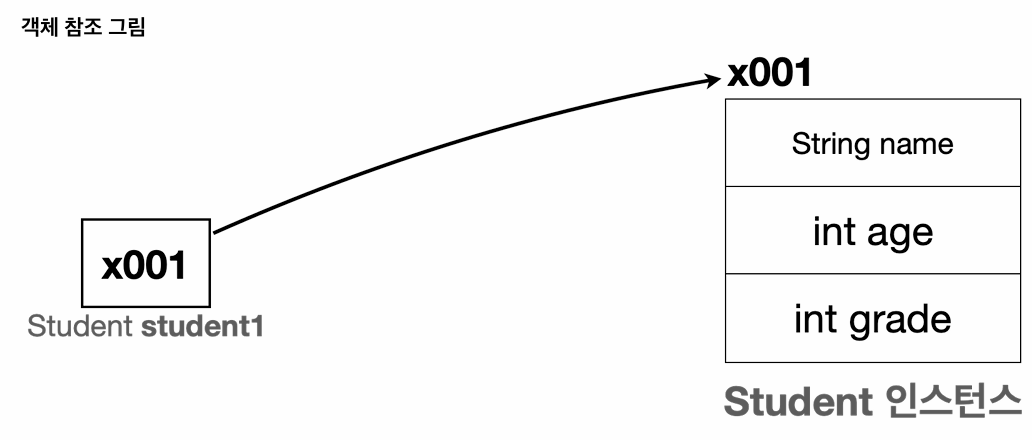 객체 참조 그림
x001
String name
int age
int grade
Student 인스턴스
x001
Student student1